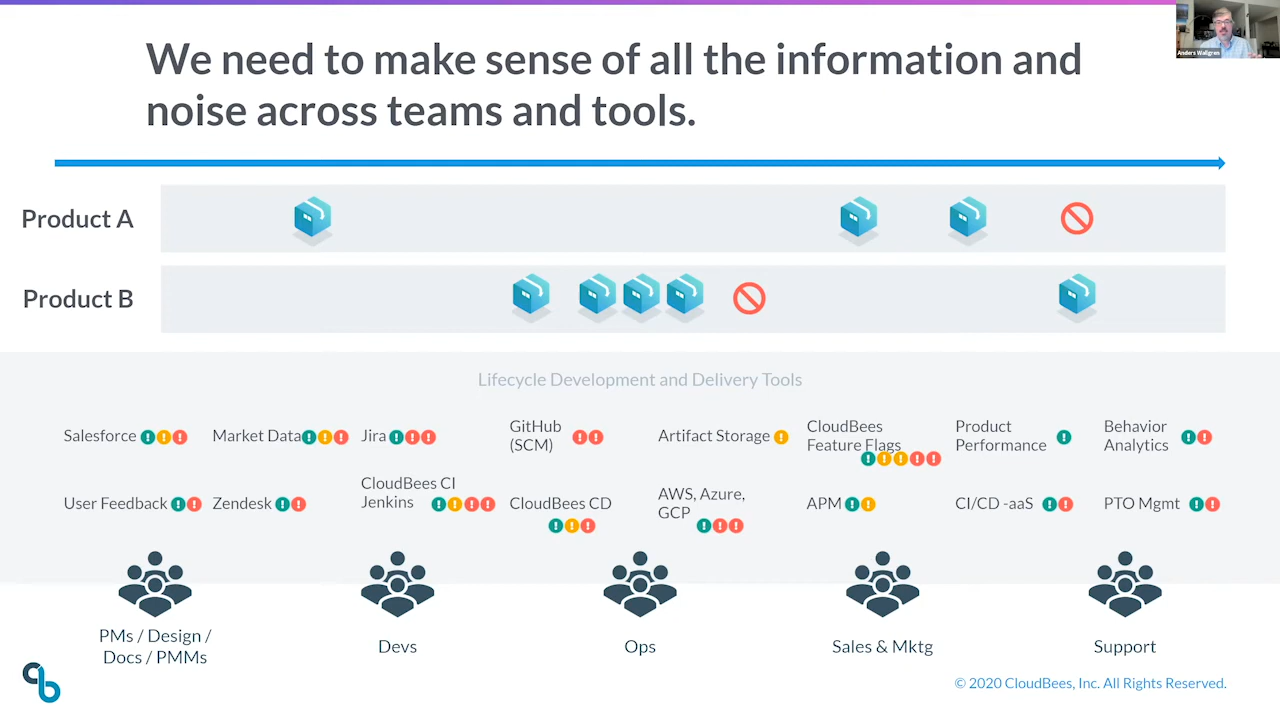 We need to make sense of all the information and
noise across teams and tools.
Anders Wallgren
Product A
Product B
Lifecycle Development and Delivery Tools
Salesforce
Market Data
Jira
GitHub
(SCM)
Artifact Storage
CloudBees
Feature Flags
Product
Performance
Behavior
Analytics
User Feedback
Zendesk
CloudBees CI
Jenkins
CloudBees CD
AWS, Azure,
GCP
APM
CI/CD -aaS
PTO Mgmt
PMs / Design /
Docs / PMMs
Devs
Ops
Sales & Mktg
Support
© 2020 CloudBees, Inc. All Rights Reserved.